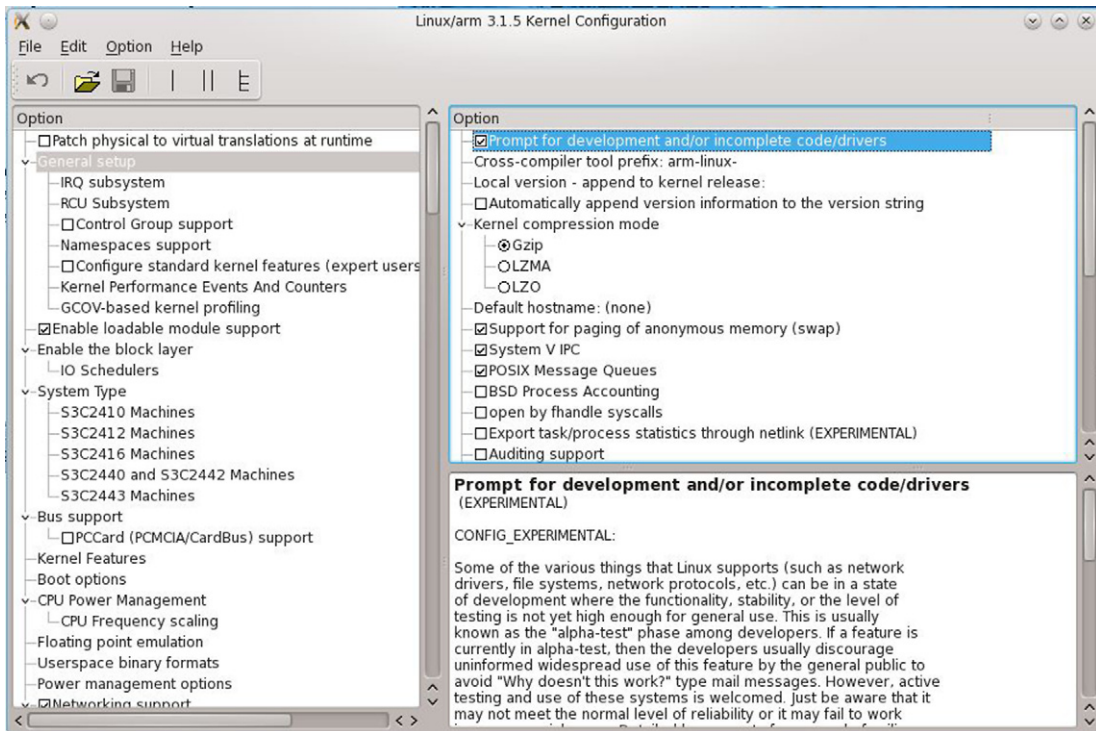 Linux/arm 3.1.5 Kernel Configuration
File Edit Option Help
Option
Patch physical to virtual translations at runtime
General setup
IRQ subsystem
RCU Subsystem
Control Group support
Namespaces support
Configure standard kernel features (expert users
Kernel Performance Events And Counters
GCOV-based kernel profiling
Enable loadable module support
Enable the block layer
IO Schedulers
System Type
S3C2410 Machines
S3C2412 Machines
S3C2416 Machines
S3C2440 and S3C2442 Machines
S3C2443 Machines
Bus support
PCCard (PCMCIA/CardBus) support
Kernel Features
Boot options
CPU Power Management
CPU Frequency scaling
Floating point emulation
Userspace binary formats
Power management options
Networking support
Option
Prompt for development and/or incomplete code/drivers
Cross-compiler tool prefix: arm-linux-
Local version - append to kernel release:
Automatically append version information to the version string
Kernel compression mode
Gzip
LZMA
LZO
Default hostname: (none)
Support for paging of anonymous memory (swap)
System V IPC
POSIX Message Queues
BSD Process Accounting
open by fhandle syscalls
Export task/process statistics through netlink (EXPERIMENTAL)
Auditing support
Prompt for development and/or incomplete code/drivers
(EXPERIMENTAL)
CONFIG_EXPERIMENTAL:
Some of the various things that Linux supports (such as network
drivers, file systems, network protocols, etc.) can be in a state
of development where the functionality, stability, or the level of
testing is not yet high enough for general use. This is usually
known as the "alpha-test" phase among developers. If a feature is
currently in alpha-test, then the developers usually discourage
uninformed widespread use of this feature by the general public to
avoid "Why doesn't this work?" type mail messages. However, active
testing and use of these systems is welcomed. Just be aware that it
may not meet the normal level of reliability or it may fail to work